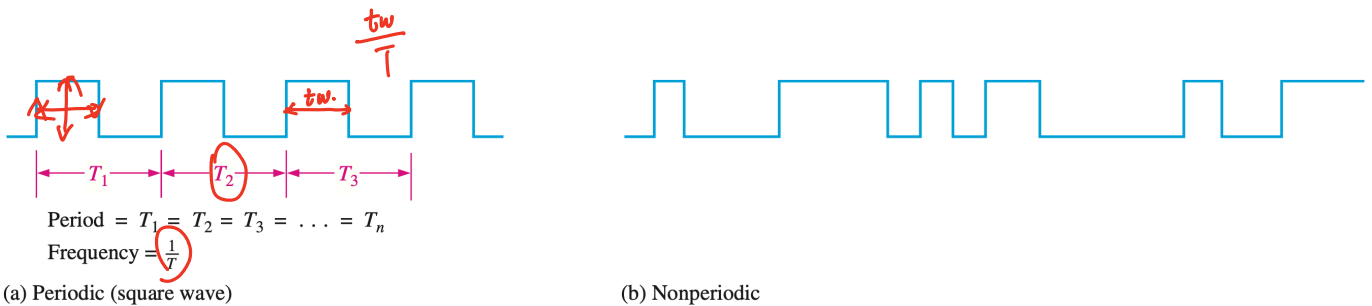 tw
T
tw.
T1 T2 T3
Period = T1 = T2 = T3 = . . . = Tn
Frequency = 1/T
(a) Periodic (square wave)
(b) Nonperiodic